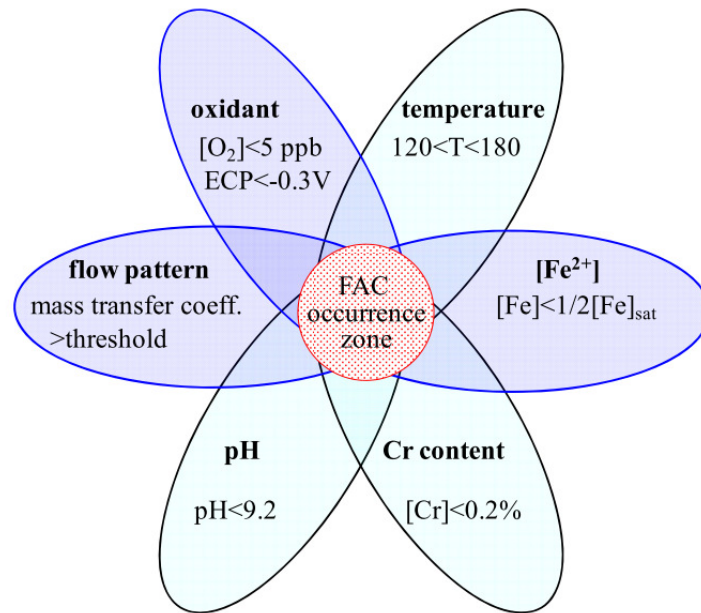 oxidant
[O₂]<5 ppb
ECP<-0.3V
temperature
120<T<180
flow pattern
mass transfer coeff.
>threshold
FAC
occurrence
zone
[Fe²⁺]
[Fe]<1/2[Fe]sat
pH
pH<9.2
Cr content
[Cr]<0.2%